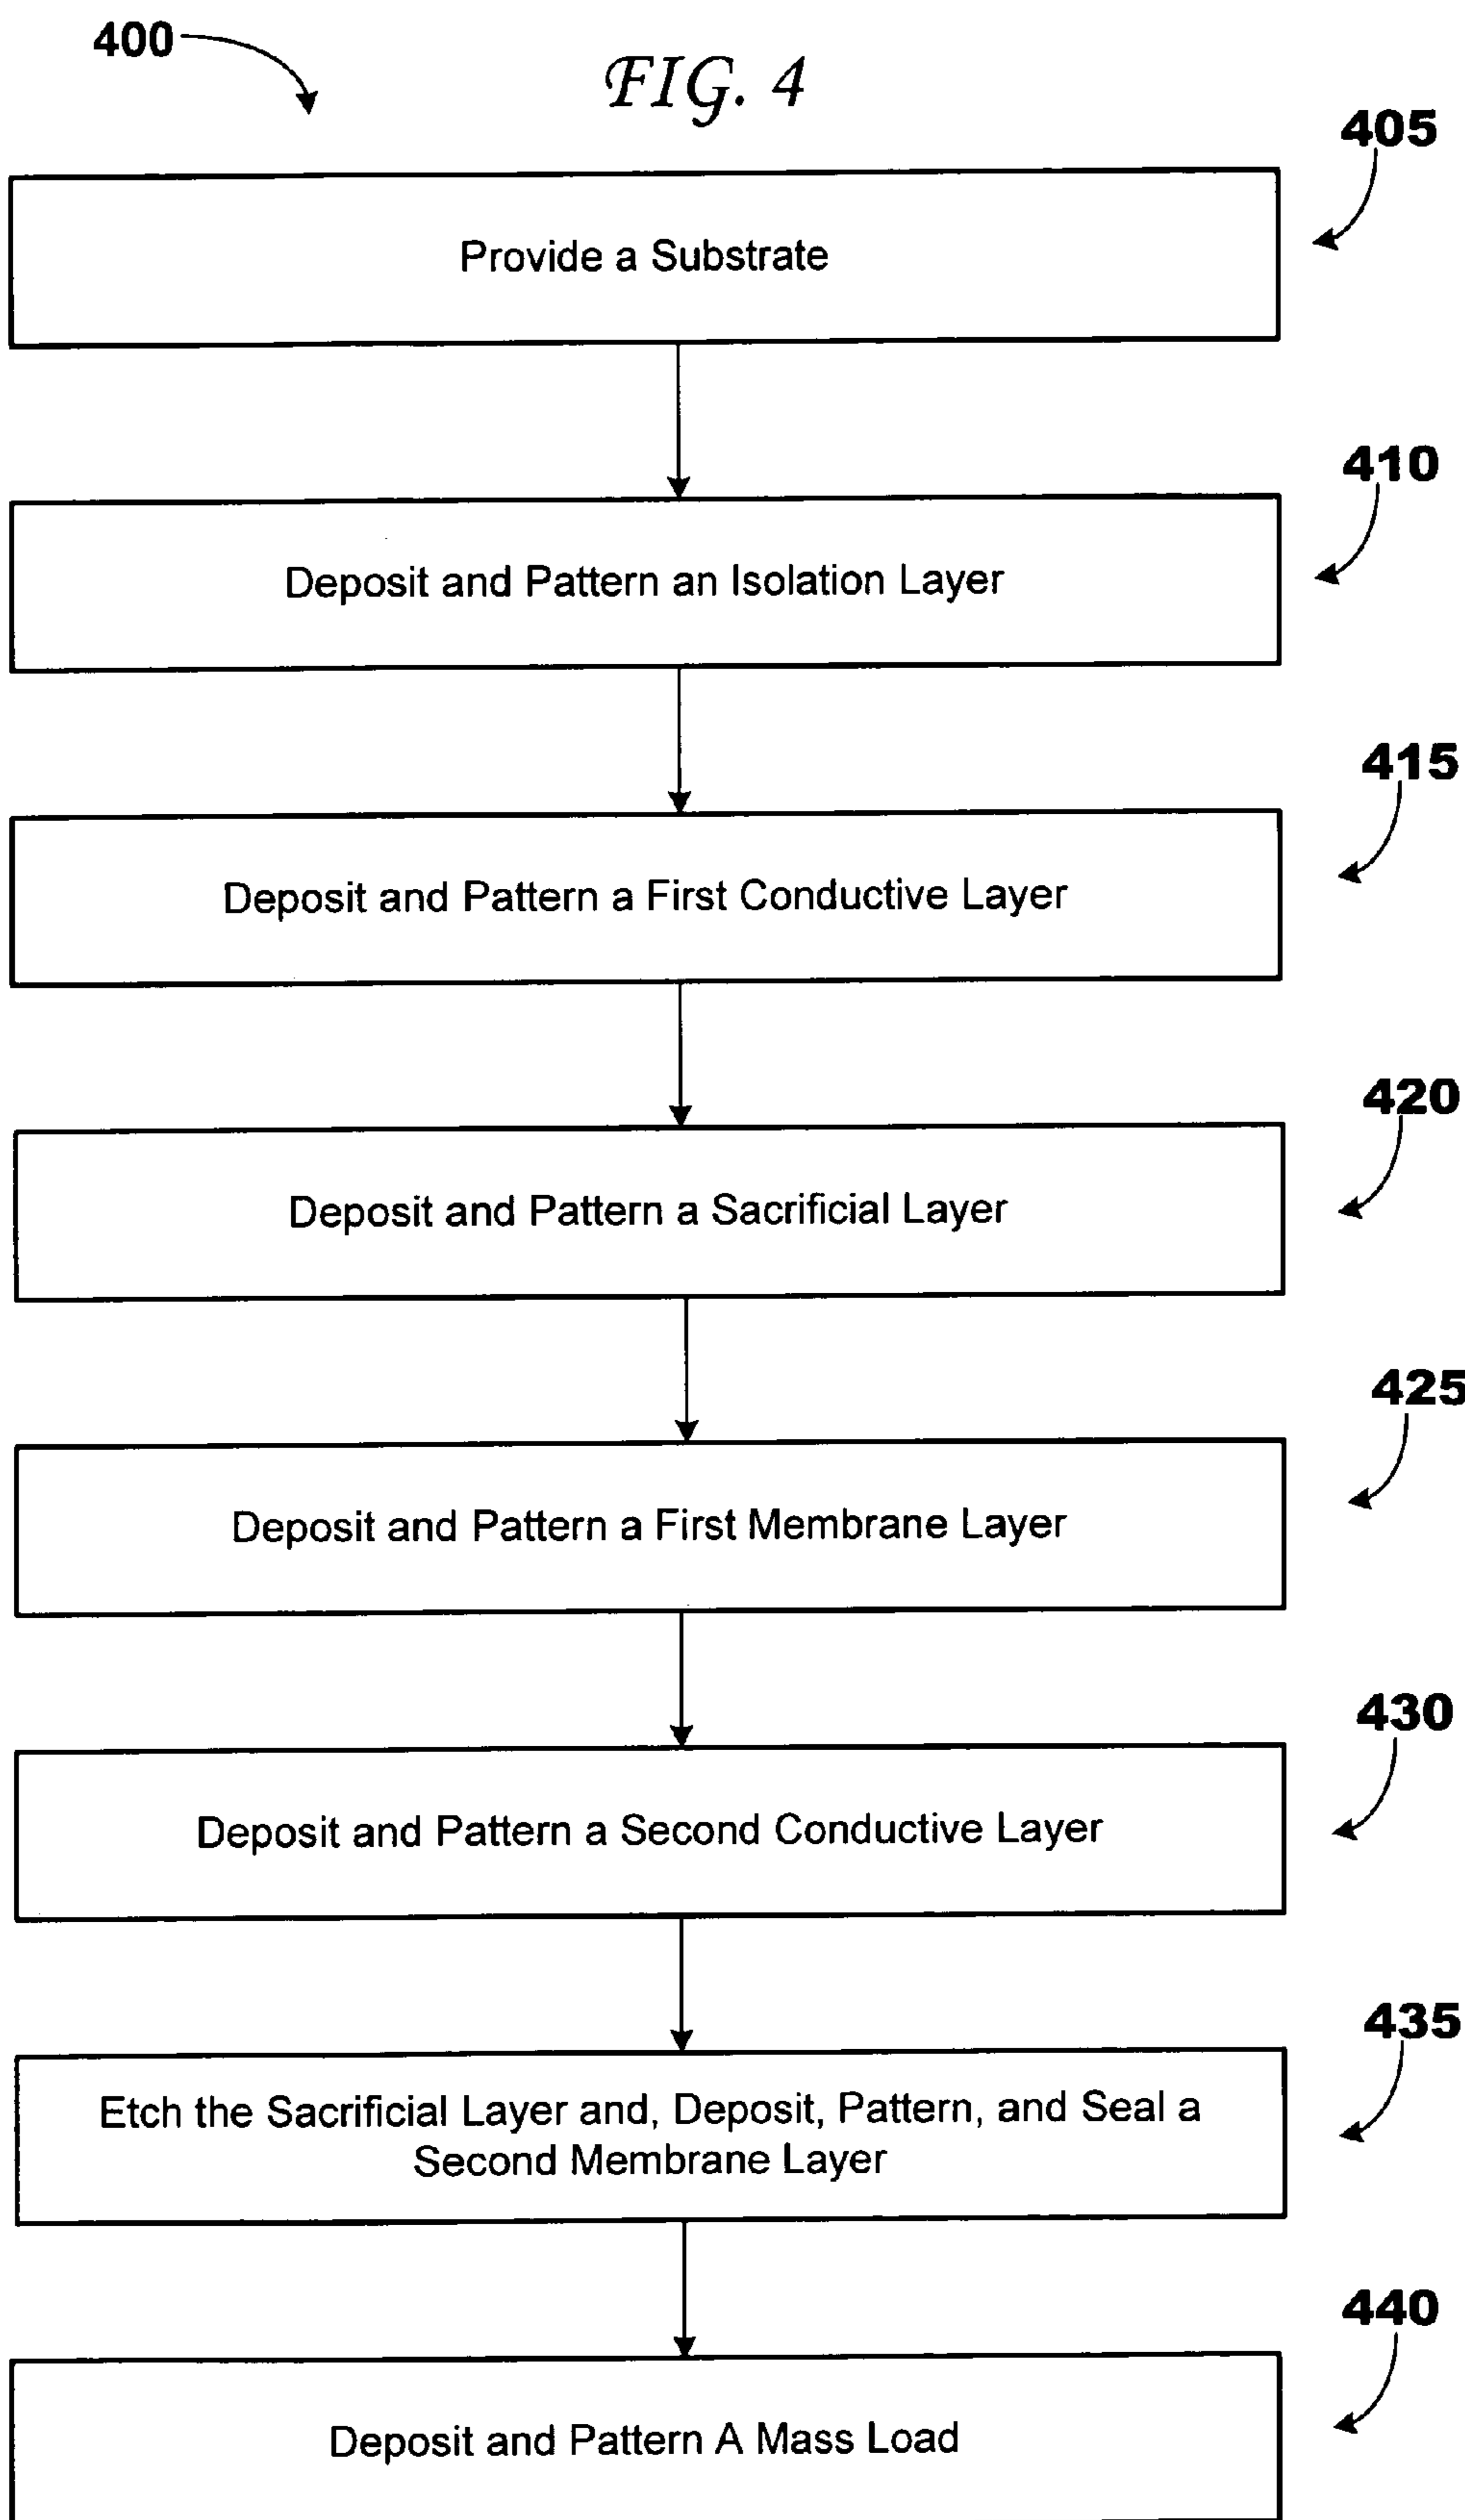 400
FIG. 4
405
Provide a Substrate
410
Deposit and Pattern an Isolation Layer
415
Deposit and Pattern a First Conductive Layer
420
Deposit and Pattern a Sacrificial Layer
425
Deposit and Pattern a First Membrane Layer
430
Deposit and Pattern a Second Conductive Layer
435
Etch the Sacrificial Layer and, Deposit, Pattern, and Seal a
Second Membrane Layer
440
Deposit and Pattern A Mass Load